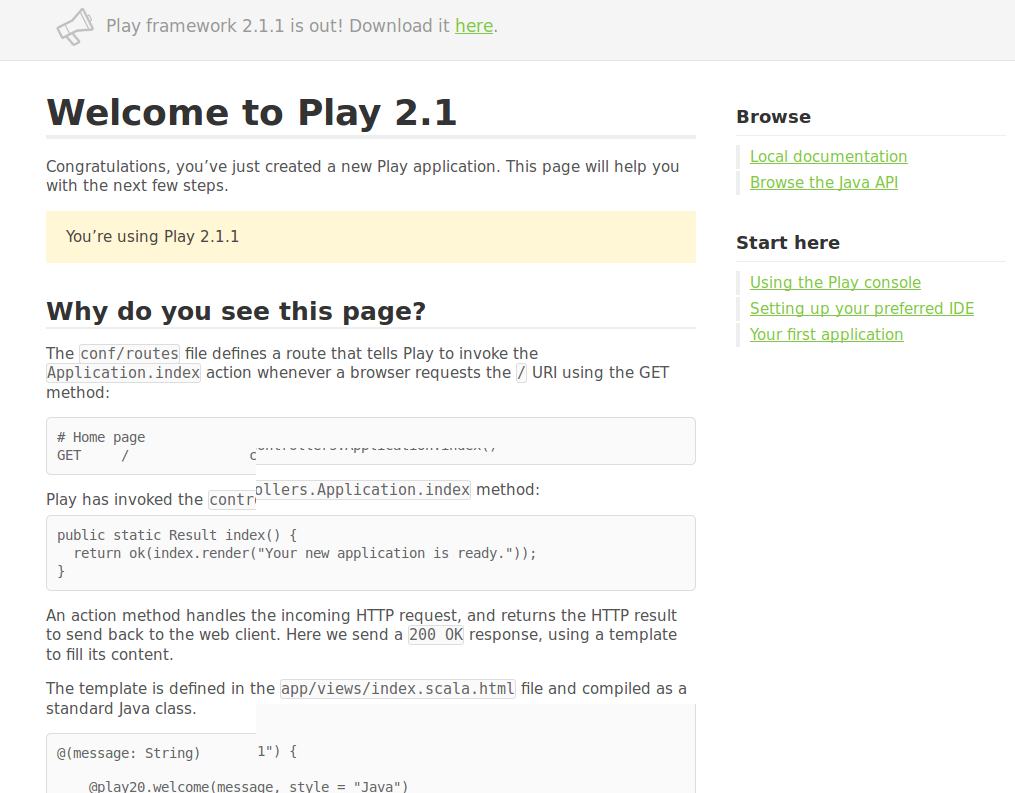 Play framework 2.1.1 is out! Download it here.
Welcome to Play 2.1
Congratulations, you’ve just created a new Play application. This page will help you
with the next few steps.
You’re using Play 2.1.1
Why do you see this page?
The conf/routes file defines a route that tells Play to invoke the
Application.index action whenever a browser requests the / URI using the GET
method:
# Home page
GET     /               controllers.Application.index()
Play has invoked the controllers.Application.index method:
public static Result index() {
  return ok(index.render("Your new application is ready."));
}
An action method handles the incoming HTTP request, and returns the HTTP result
to send back to the web client. Here we send a 200 OK response, using a template
to fill its content.
The template is defined in the app/views/index.scala.html file and compiled as a
standard Java class.
@(message: String)       1") {
    @play20.welcome(message, style = "Java")
Browse
Local documentation
Browse the Java API
Start here
Using the Play console
Setting up your preferred IDE
Your first application